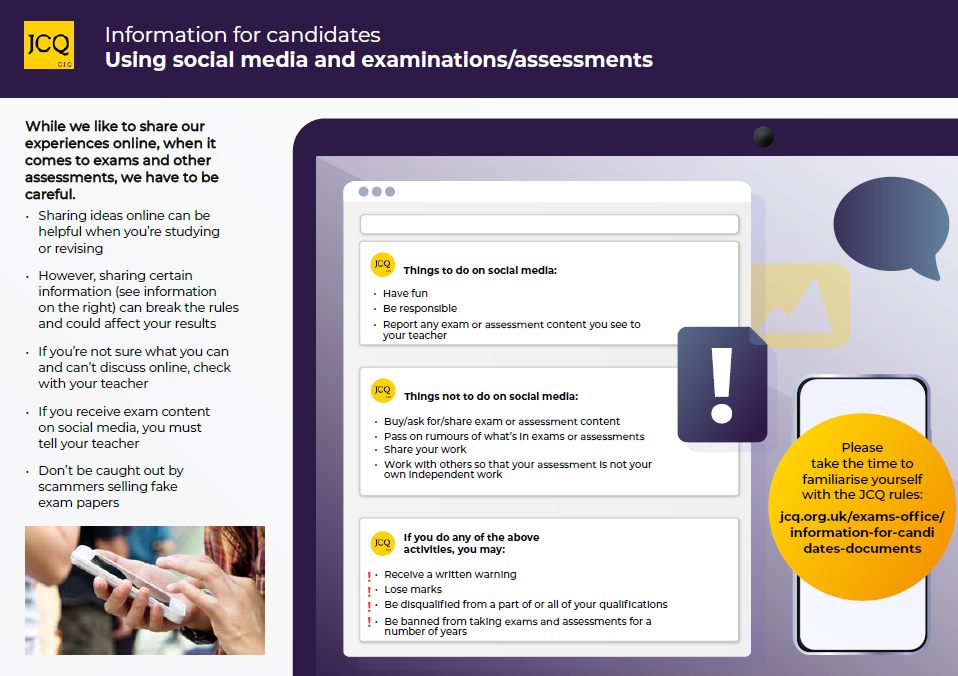 JCQ
CIC
Information for candidates
Using social media and examinations/assessments
While we like to share our
experiences online, when it
comes to exams and other
assessments, we have to be
careful.
• Sharing ideas online can be
helpful when you're studying
or revising
• However, sharing certain
information (see information
on the right) can break the rules
and could affect your results
• If you're not sure what you can
and can't discuss online, check
with your teacher
• If you receive exam content
on social media, you must
tell your teacher
• Don't be caught out by
scammers selling fake
exam papers
JCQ
CIC
Things to do on social media:
• Have fun
• Be responsible
• Report any exam or assessment content you see to
your teacher
JCQ
CIC
Things not to do on social media:
• Buy/ask for/share exam or assessment content
• Pass on rumours of what's in exams or assessments
• Share your work
• Work with others so that your assessment is not your
own independent work
JCQ
CIC
If you do any of the above
activities, you may:
! • Receive a written warning
! • Lose marks
! • Be disqualified from a part of or all of your qualifications
! • Be banned from taking exams and assessments for a
number of years
!
Please
take the time to
familiarise yourself
with the JCQ rules:
jcq.org.uk/exams-office/
information-for-candi
dates-documents